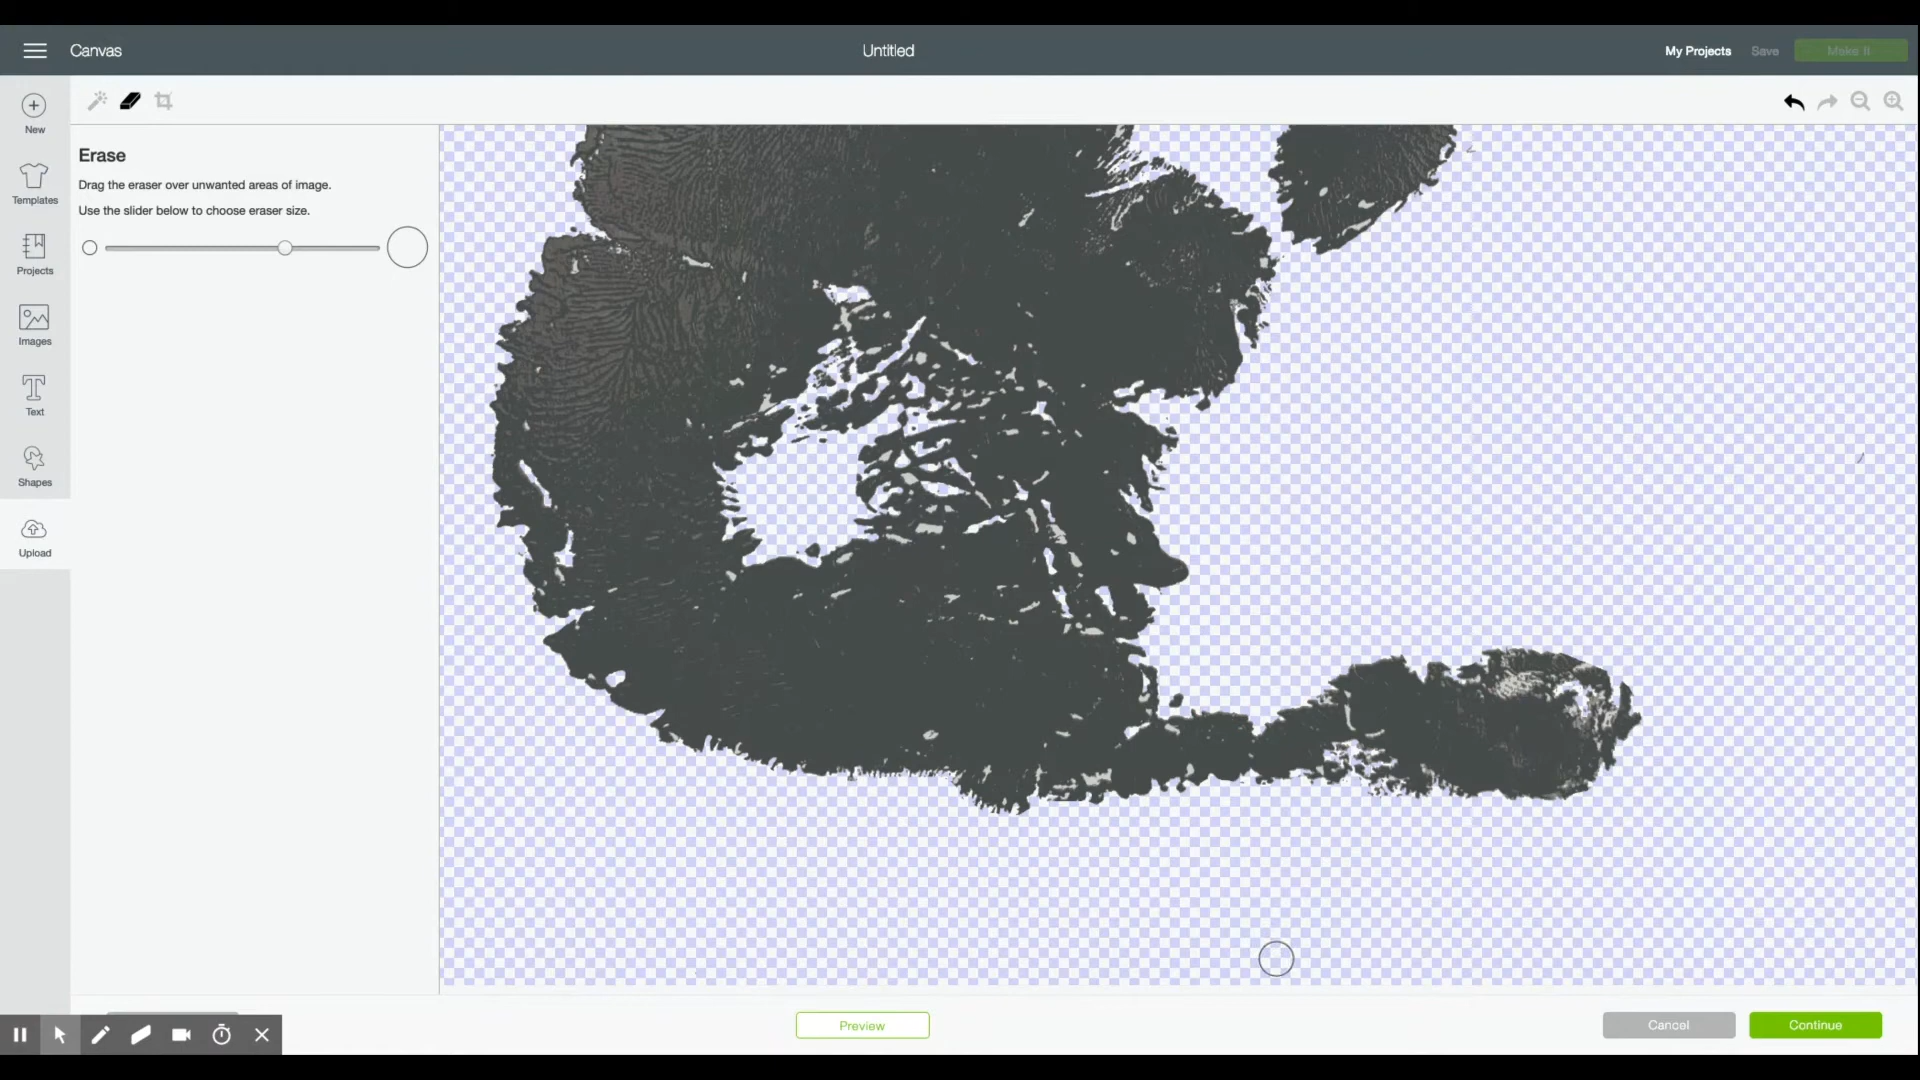 Canvas
Untitled
My Projects
Save
Make It
New
Templates
Projects
Images
Text
Shapes
Upload
Erase
Drag the eraser over unwanted areas of image.
Use the slider below to choose eraser size.
Preview
Cancel
Continue